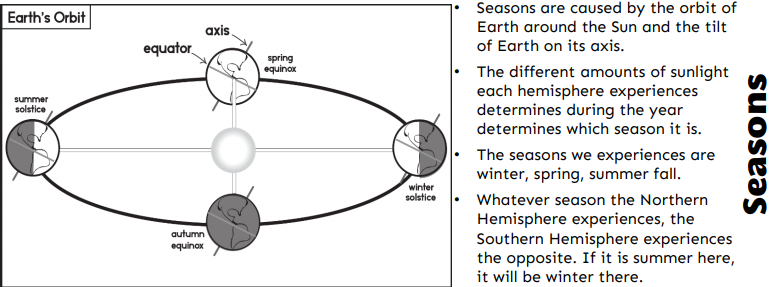 Earth's Orbit
axis
equator
spring
equinox
summer
solstice
winter
solstice
autumn
equinox
• Seasons are caused by the orbit of
Earth around the Sun and the tilt
of Earth on its axis.
• The different amounts of sunlight
each hemisphere experiences
determines during the year
determines which season it is.
• The seasons we experiences are
winter, spring, summer fall.
• Whatever season the Northern
Hemisphere experiences, the
Southern Hemisphere experiences
the opposite. If it is summer here,
it will be winter there.
Seasons